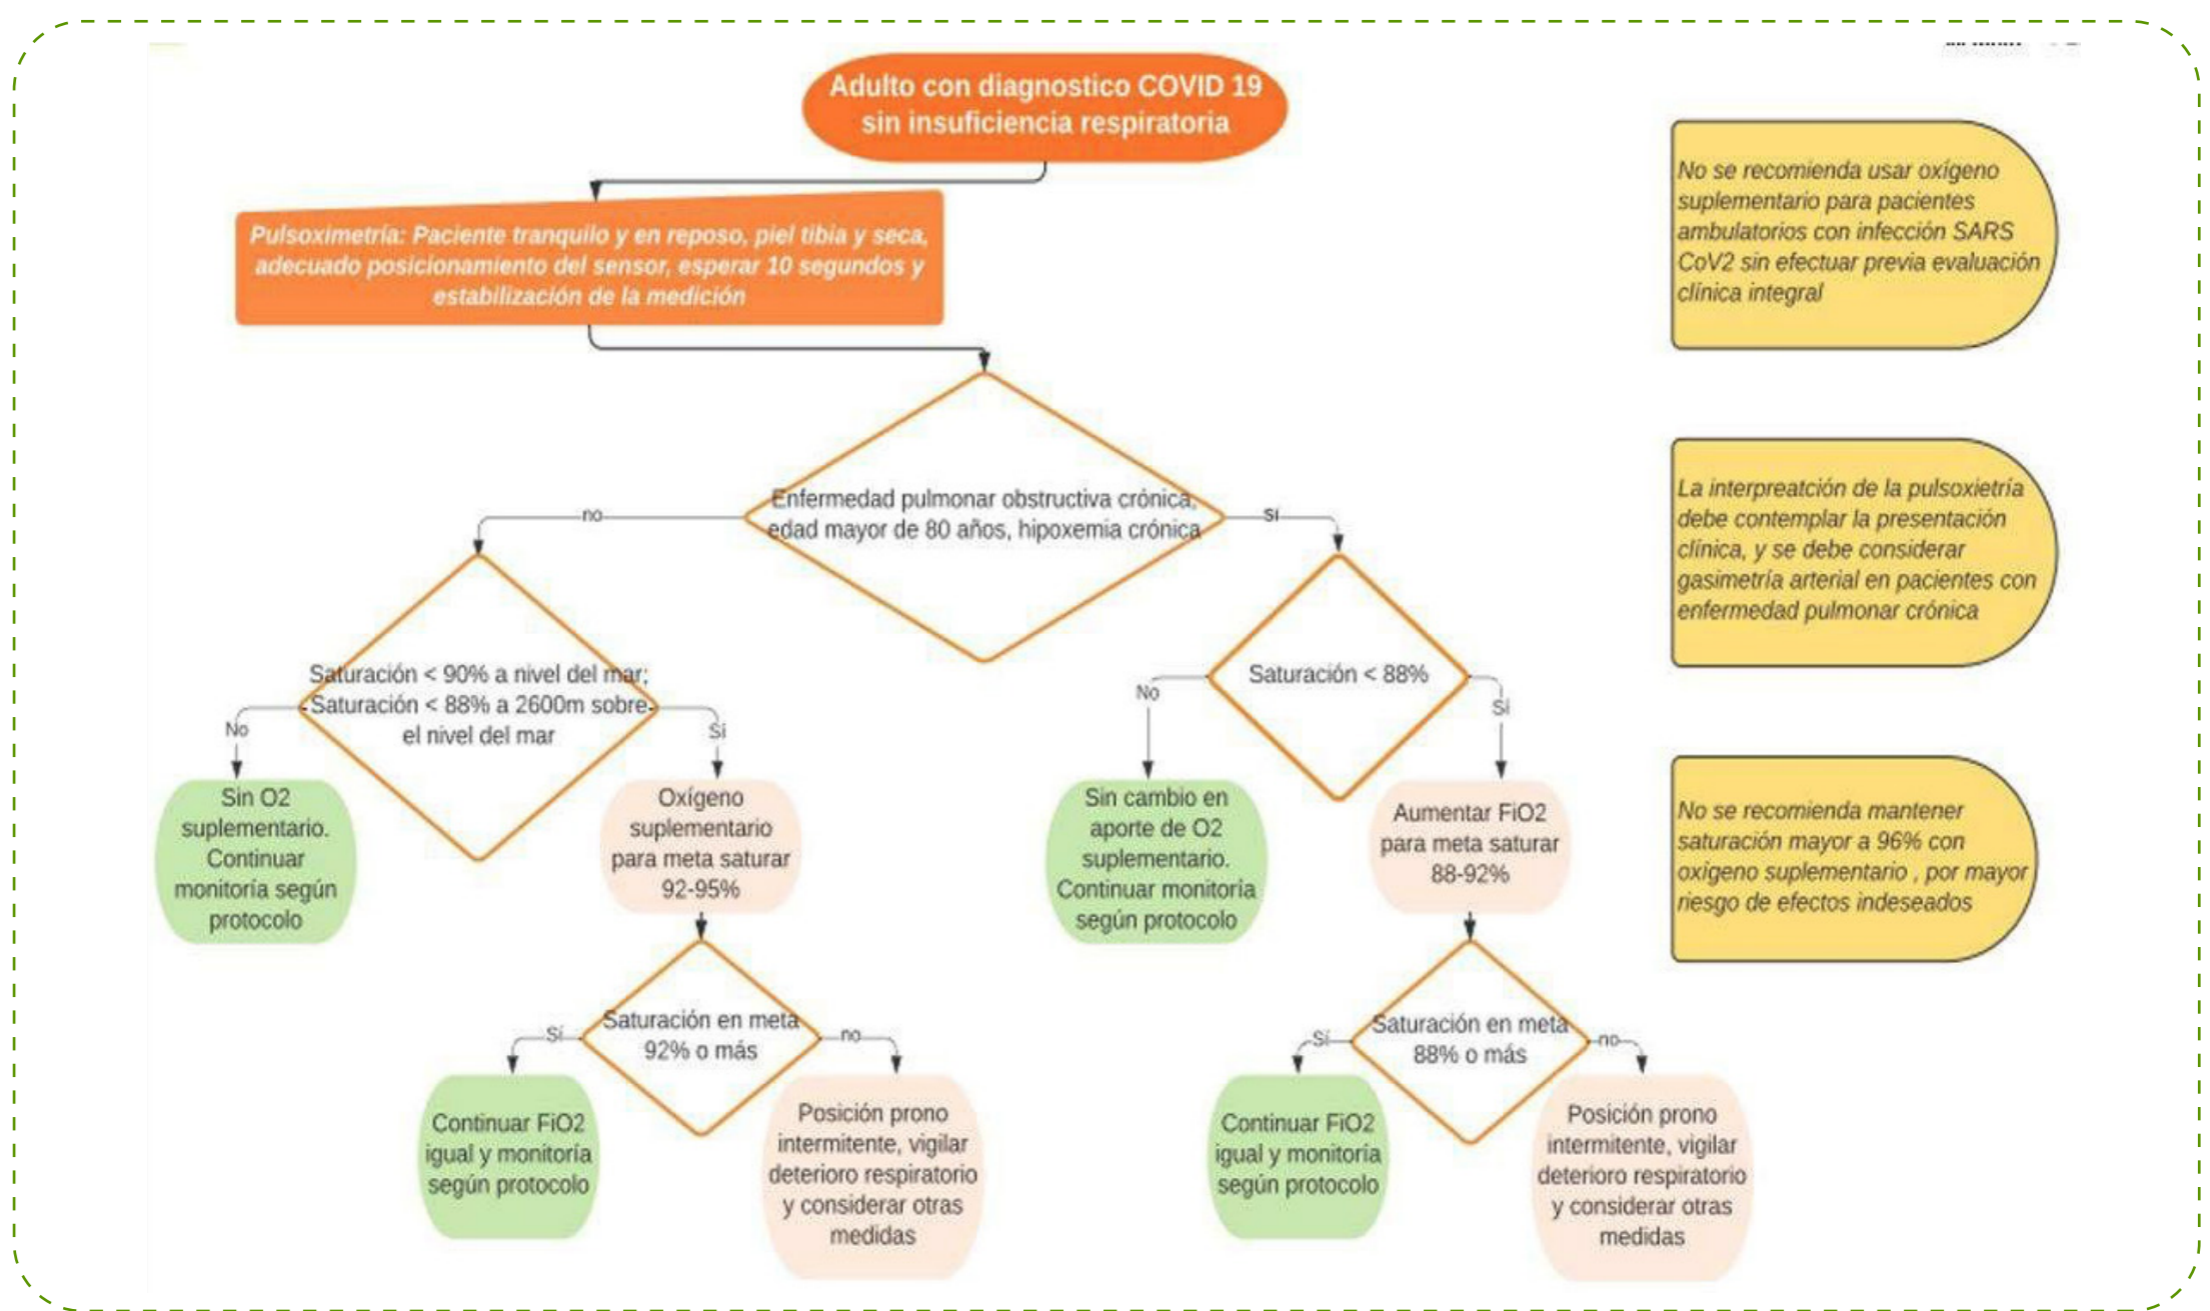 Adulto con diagnostico COVID 19
sin insuficiencia respiratoria
Pulsoximetría: Paciente tranquilo y en reposo, piel tibia y seca,
adecuado posicionamiento del sensor, esperar 10 segundos y
estabilización de la medición
Enfermedad pulmonar obstructiva crónica,
edad mayor de 80 años, hipoxemia crónica
no
si
Saturación < 90% a nivel del mar;
Saturación < 88% a 2600m sobre
el nivel del mar
No
Sí
Saturación < 88%
No
Sí
Sin O2
suplementario.
Continuar
monitoría según
protocolo
Oxígeno
suplementario
para meta saturar
92-95%
Sin cambio en
aporte de O2
suplementario.
Continuar monitoría
según protocolo
Aumentar FiO2
para meta saturar
88-92%
Saturación en meta
92% o más
Sí
no
Saturación en meta
88% o más
Sí
no
Continuar FiO2
igual y monitoría
según protocolo
Posición prono
intermitente, vigilar
deterioro respiratorio
y considerar otras
medidas
Continuar FiO2
igual y monitoría
según protocolo
Posición prono
intermitente, vigilar
deterioro respiratorio
y considerar otras
medidas
No se recomienda usar oxígeno
suplementario para pacientes
ambulatorios con infección SARS
CoV2 sin efectuar previa evaluación
clínica integral
La interpreatción de la pulsoxietría
debe contemplar la presentación
clínica, y se debe considerar
gasimetría arterial en pacientes con
enfermedad pulmonar crónica
No se recomienda mantener
saturación mayor a 96% con
oxígeno suplementario , por mayor
riesgo de efectos indeseados